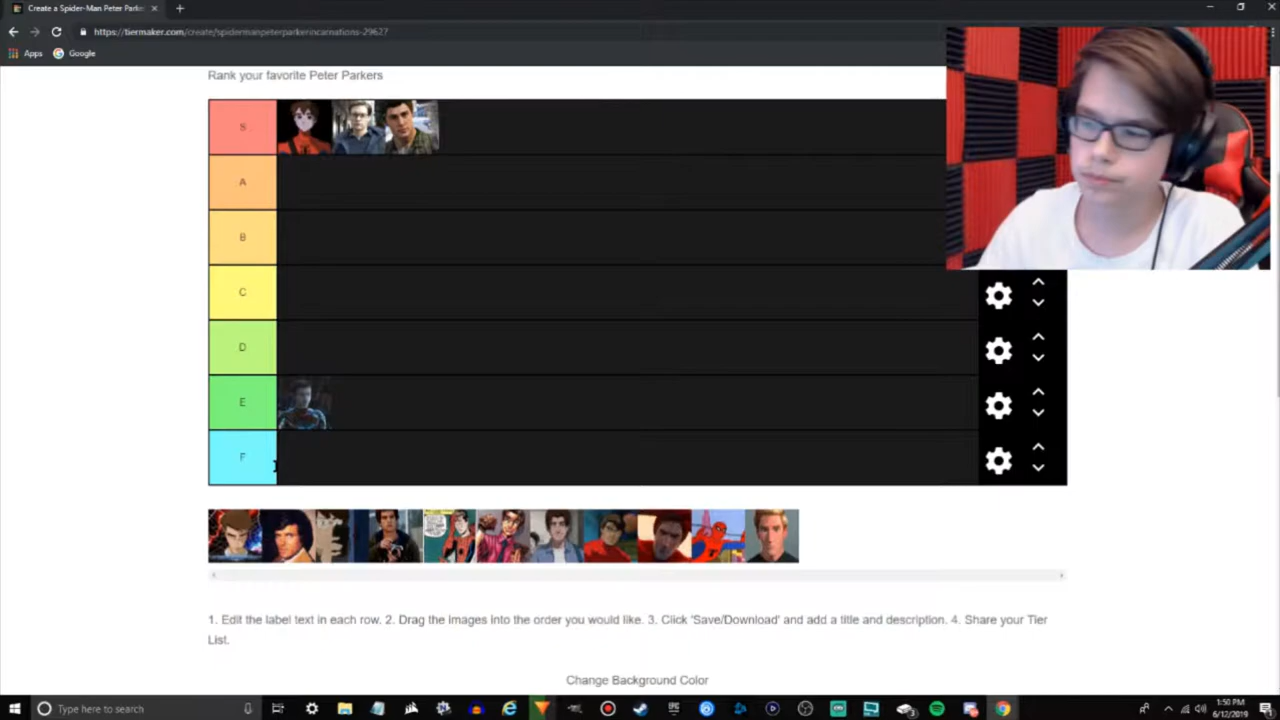 Create a Spider-Man Peter Parke
https://tiermaker.com/create/spidermanpeterparkerincarnations-29627
Apps
Google
Rank your favorite Peter Parkers
S
A
B
C
D
E
F
1. Edit the label text in each row. 2. Drag the images into the order you would like. 3. Click 'Save/Download' and add a title and description. 4. Share your Tier
List.
Change Background Color
Type here to search
1:50 PM
6/12/2019